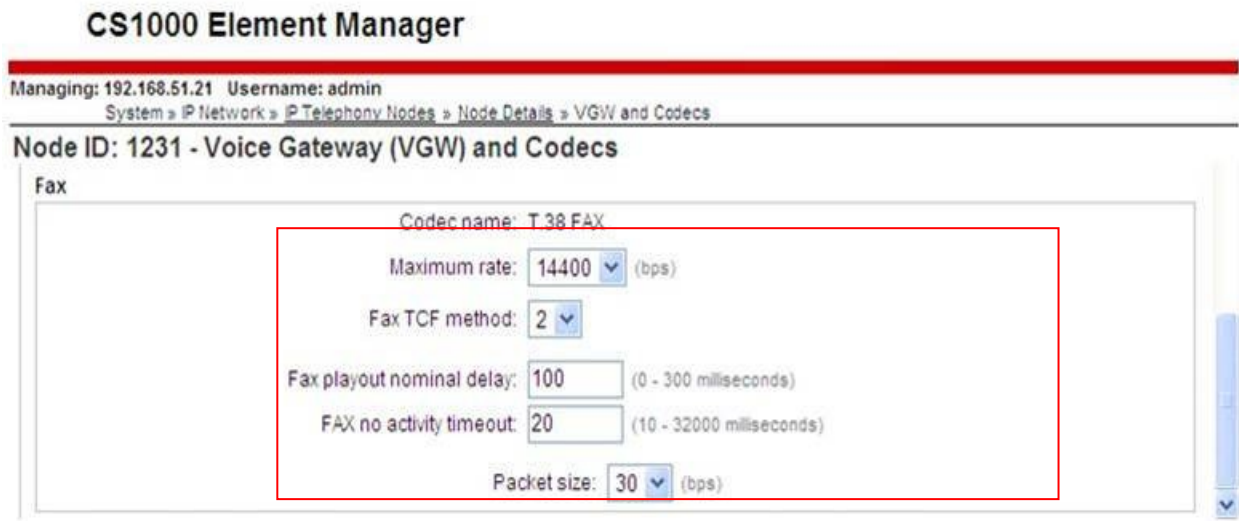 CS1000 Element Manager
Managing: 192.168.51.21 Username: admin
System » IP Network » IP Telephony Nodes » Node Details » VGW and Codecs
Node ID: 1231 - Voice Gateway (VGW) and Codecs
Fax
Codec name: T.38 FAX
Maximum rate: 14400 (bps)
Fax TCF method: 2
Fax playout nominal delay: 100 (0 - 300 milliseconds)
FAX no activity timeout: 20 (10 - 32000 milliseconds)
Packet size: 30 (bps)